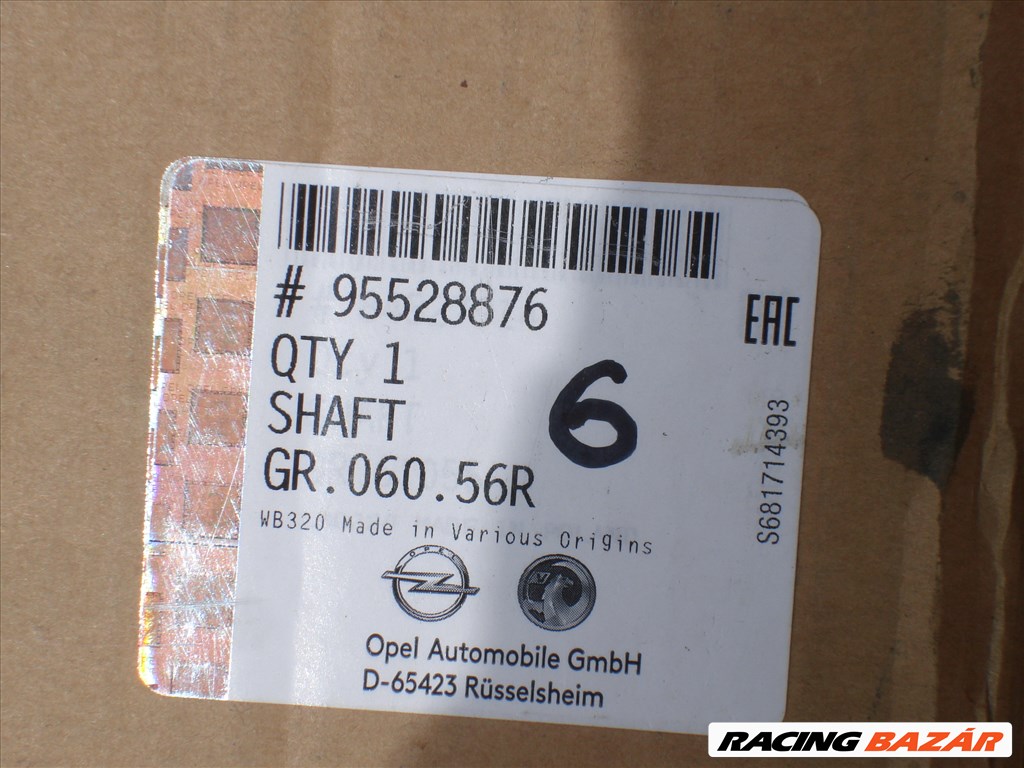 # 95528876
EAC
QTY 1
6
SHAFT
GR.060.56R
S681714393
WB320 Made in Various Origins
OPEL
V
Opel Automobile GmbH
D-65423 Rüsselsheim
RACING BAZÁR